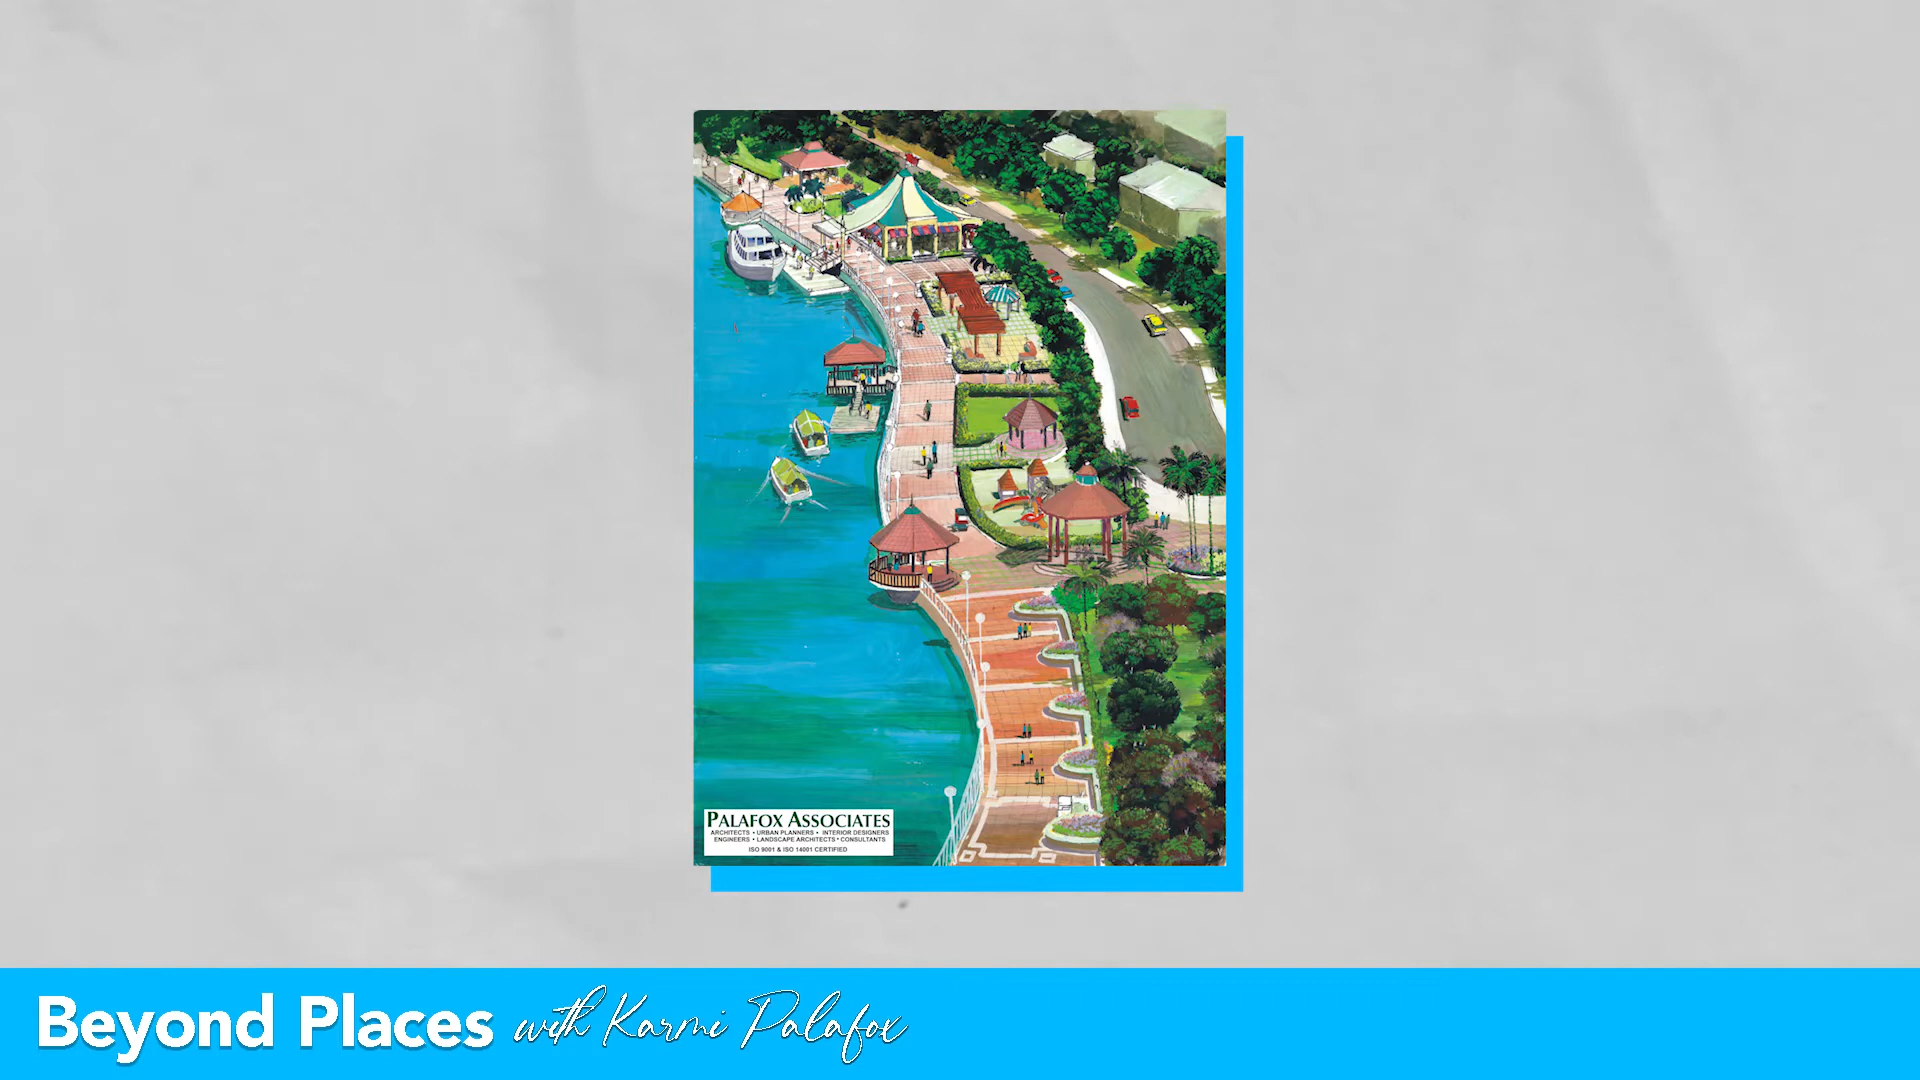 PALAFOX ASSOCIATES
ARCHITECTS • URBAN PLANNERS • INTERIOR DESIGNERS
ENGINEERS • LANDSCAPE ARCHITECTS • CONSULTANTS
ISO 9001 & ISO 14001 CERTIFIED
Beyond Places with Karmi Palafox